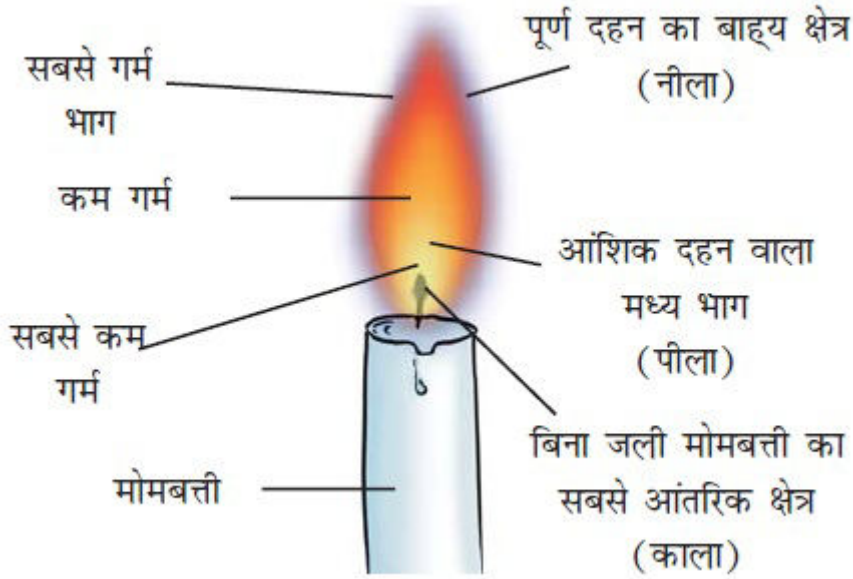 सबसे गर्म
भाग
कम गर्म
सबसे कम
गर्म
मोमबत्ती
पूर्ण दहन का बाह्‌य क्षेत्र
(नीला)
आंशिक दहन वाला
मध्य भाग
(पीला)
बिना जली मोमबत्ती का
सबसे आंतरिक क्षेत्र
(काला)